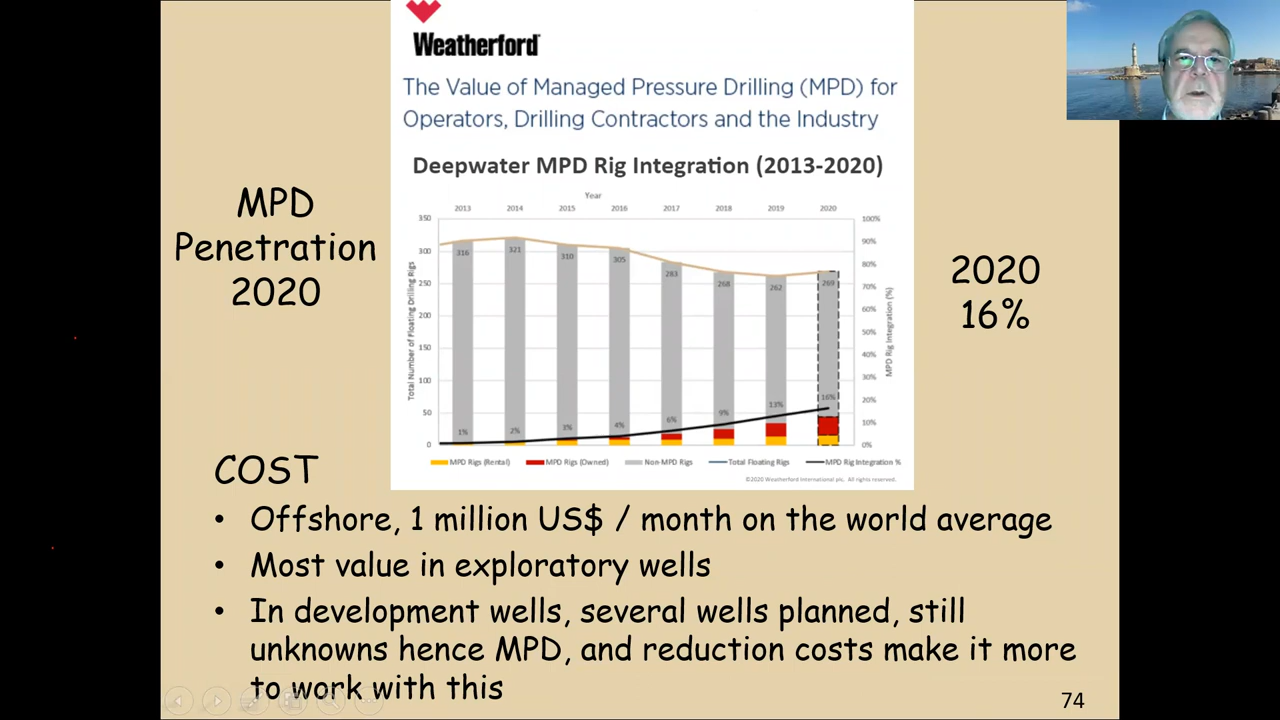 Weatherford
The Value of Managed Pressure Drilling (MPD) for
Operators, Drilling Contractors and the Industry
Deepwater MPD Rig Integration (2013-2020)
Year
2013 2014 2015 2016 2017 2018 2019 2020
350 100%
90%
300
80%
250
70%
60%
200
50%
150
40%
100
30%
20%
50
10%
0 0%
Total Number of Floating Drilling Rigs
MPD Rig Integration (%)
316 321 310 305 283 268 262 269
1% 2% 3% 4% 6% 9% 13% 16%
MPD Rigs (Rental) MPD Rigs (Owned) Non-MPD Rigs Total Floating Rigs MPD Rig Integration %
©2020 Weatherford International plc. All rights reserved.
MPD
Penetration
2020
2020
16%
COST
• Offshore, 1 million US$ / month on the world average
• Most value in exploratory wells
• In development wells, several wells planned, still
unknowns hence MPD, and reduction costs make it more
to work with this
74